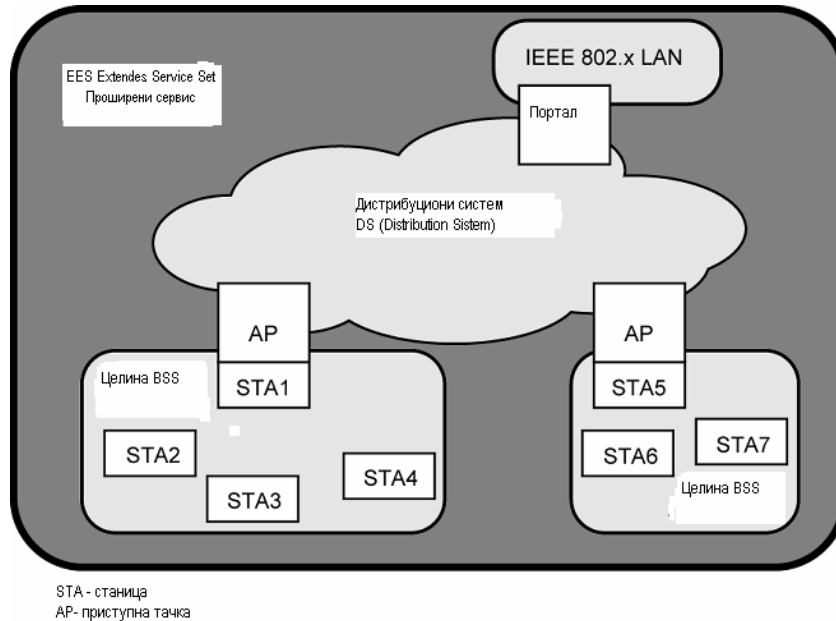 IEEE 802.x LAN
EES Extendes Service Set
Проширени сервис
Портал
Дистрибуциони систем
DS (Distribution Sistem)
AP
AP
Целина BSS
STA1
STA5
STA2
STA3
STA4
STA6
STA7
Целина BSS
STA - станица
AP- приступна тачка